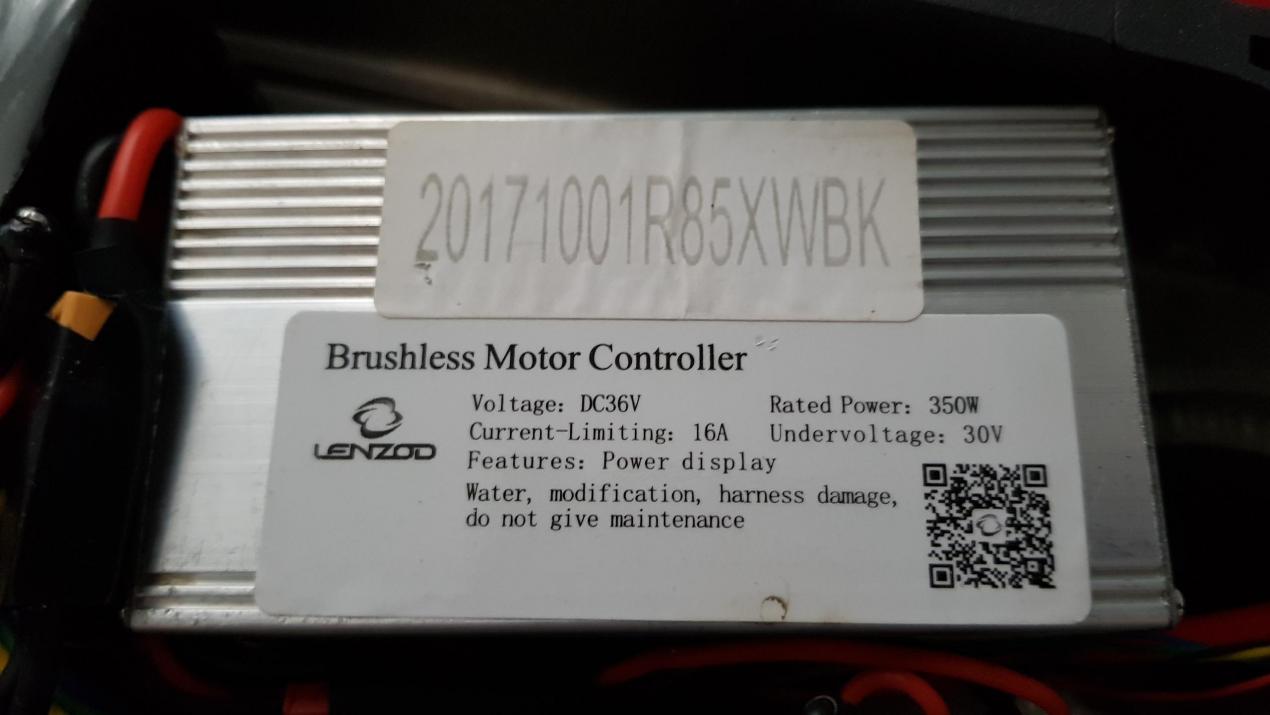 20171001R85XWBK
Brushless Motor Controller
LENZOD
Voltage: DC36V Rated Power: 350W
Current-Limiting: 16A Undervoltage: 30V
Features: Power display
Water, modification, harness damage,
do not give maintenance